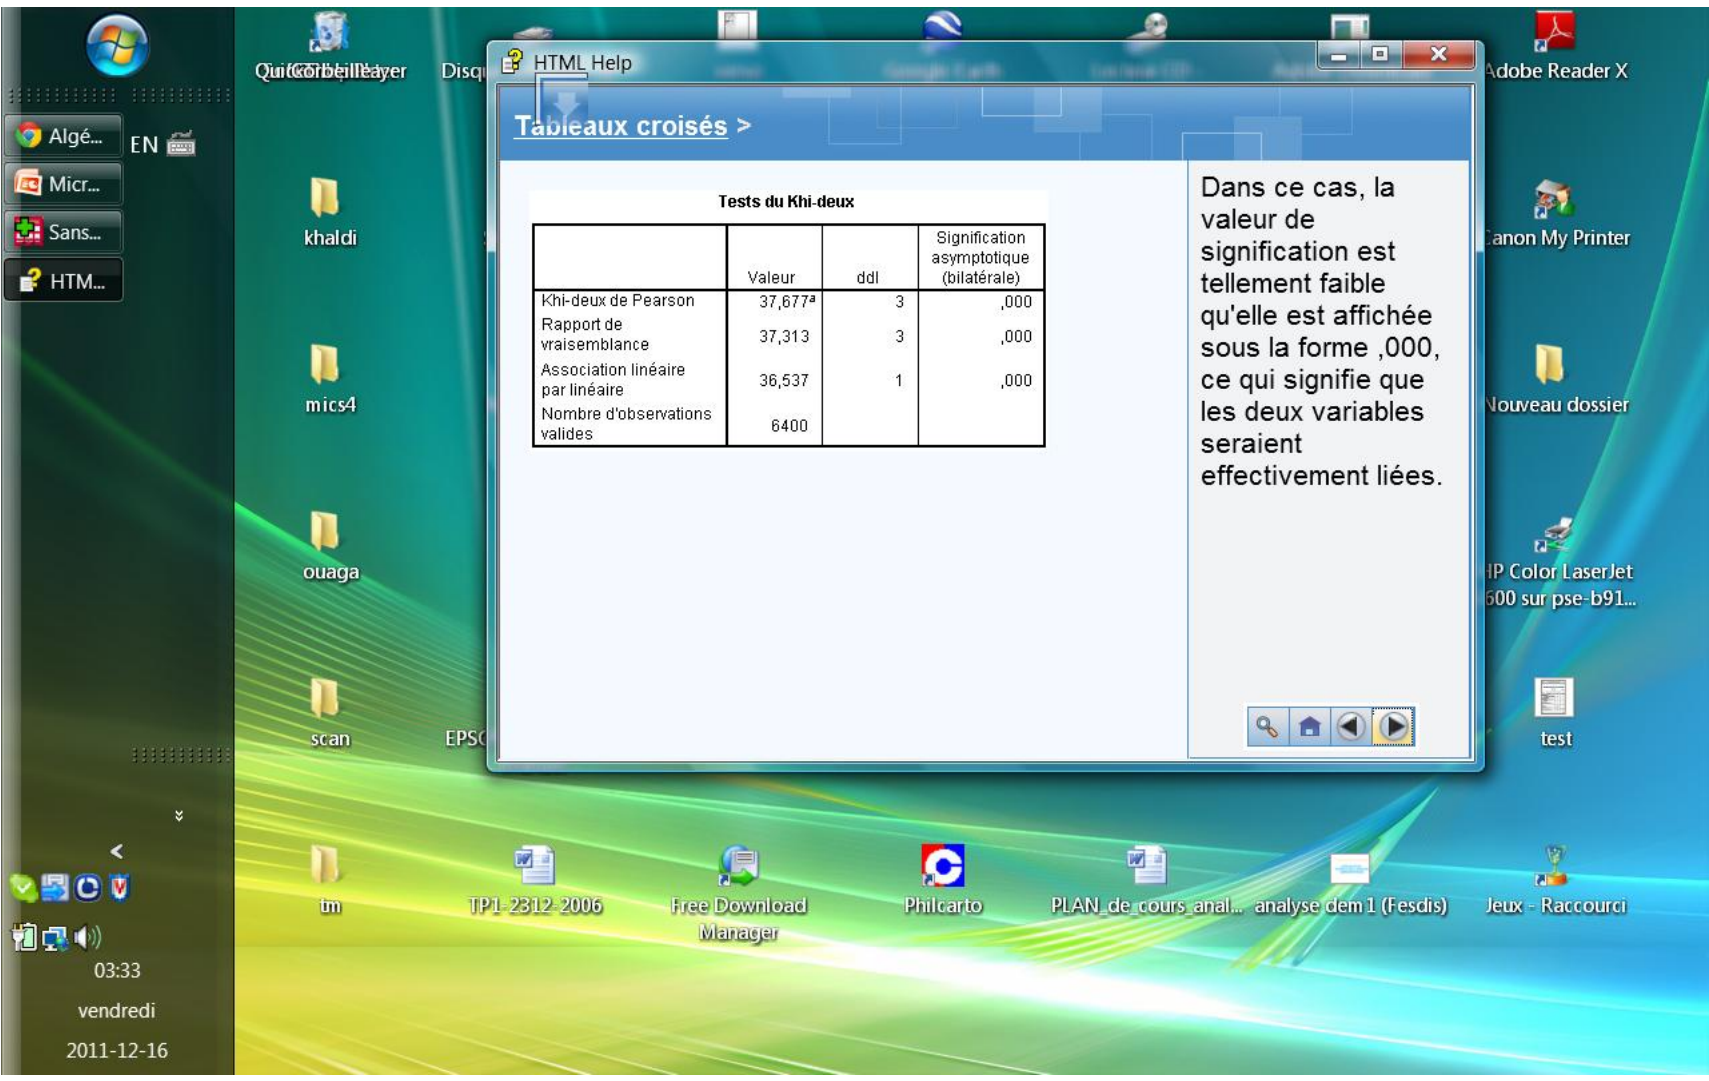 Adobe Reader X
Disq
HTML Help
Tableaux croisés >
Algé...
EN
Micr...
Sans...
HTM...
khaldi
mics4
ouaga
scan
EPSC
Tests du Khi-deux
Valeur ddl Signification asymptotique (bilatérale)
Khi-deux de Pearson 37,677ª 3 ,000
Rapport de vraisemblance 37,313 3 ,000
Association linéaire par linéaire 36,537 1 ,000
Nombre d'observations valides 6400
Dans ce cas, la
valeur de
signification est
tellement faible
qu'elle est affichée
sous la forme ,000,
ce qui signifie que
les deux variables
seraient
effectivement liées.
Canon My Printer
Nouveau dossier
HP Color LaserJet
600 sur pse-b91...
test
tm
TP1-2312-2006
Free Download
Manager
Philcarto
PLAN_de_cours_anal...
analyse dem 1 (Fesdis)
Jeux - Raccourci
03:33
vendredi
2011-12-16